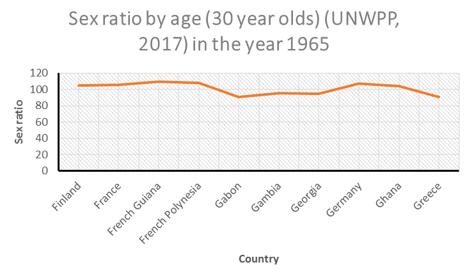 Sex ratio by age (30 year olds) (UNWPP,
2017) in the year 1965
120
100
80
60
40
20
0
Sex ratio
Finland
France
French Guiana
French Polynesia
Gabon
Gambia
Georgia
Germany
Ghana
Greece
Country